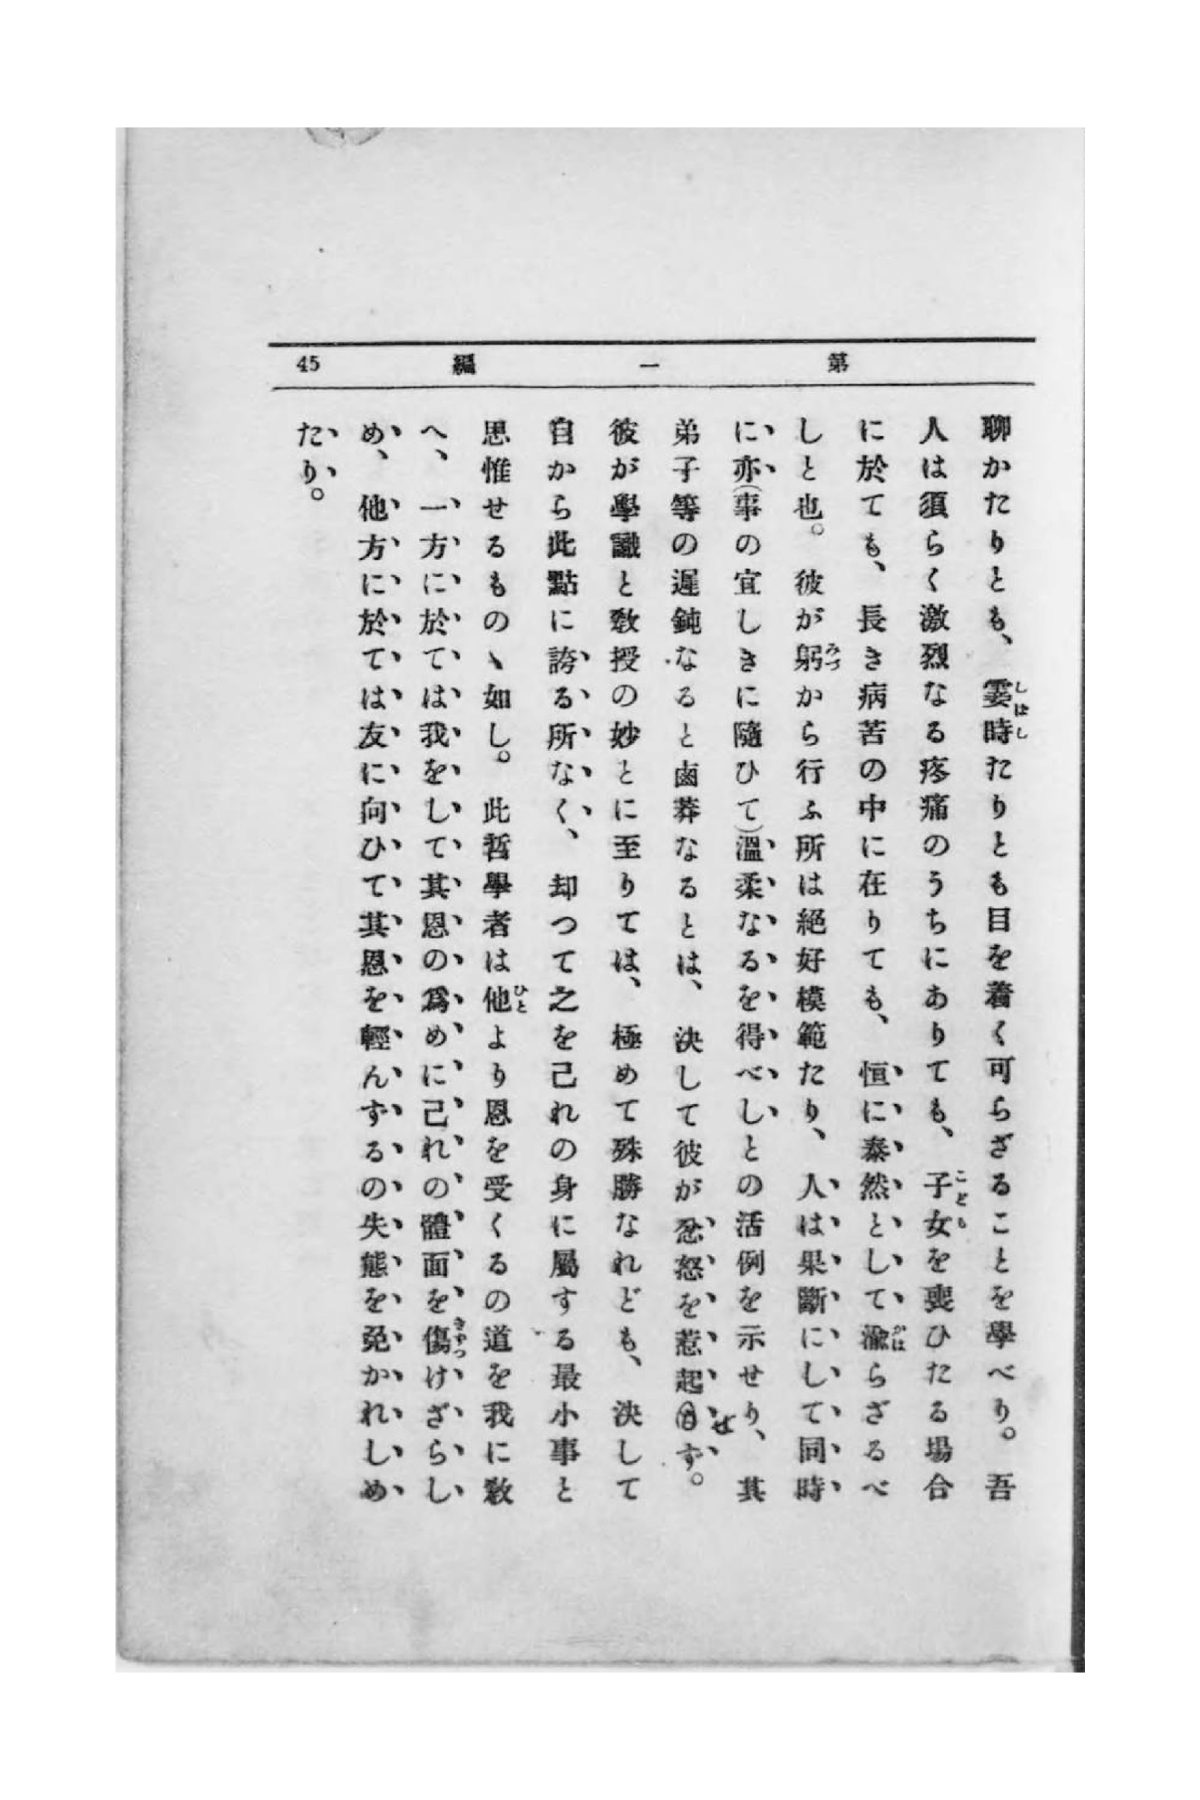 第一編 45
聊かたりとも、霎時たりとも目を着く可らざることを學べり。吾
人は須らく激烈なる疼痛のうちにありても、子女を喪ひたる場合
に於ても、長き病苦の中に在りても、恒に泰然として渝らざるべ
しと也。彼が躬から行ふ所は絶好模範たり、人は果斷にして同時
に亦(事の宜しきに隨ひて)溫柔なるを得べしとの活例を示せり、其
弟子等の遲鈍なると鹵莽なるとは、決して彼が忿怒を惹起せず。
彼が學識と敎授の妙とに至りては、極めて殊勝なれども、決して
自から此點に誇る所なく、却つて之を己れの身に屬する最小事と
思惟せるものゝ如し。此哲學者は他より恩を受くるの道を我に敎
へ、一方に於ては我をして其恩の爲めに己れの體面を傷けざらし
め、他方に於ては友に向ひて其恩を輕んずるの失態を免かれしめ
たり。